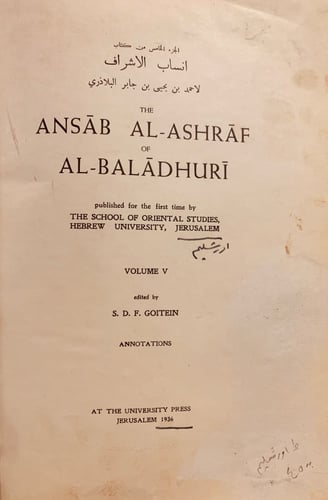 الجزء الخامس من كتاب
انساب الاشراف
لاحمد بن يحيى بن جابر البلاذري
THE
ANSĀB AL-ASHRĀF
OF
AL-BALĀDHURĪ
published for the first time by
THE SCHOOL OF ORIENTAL STUDIES,
HEBREW UNIVERSITY, JERUSALEM
اورشليم
VOLUME V
edited by
S. D. F. GOITEIN
ANNOTATIONS
AT THE UNIVERSITY PRESS
JERUSALEM 1936
ط اورشليم